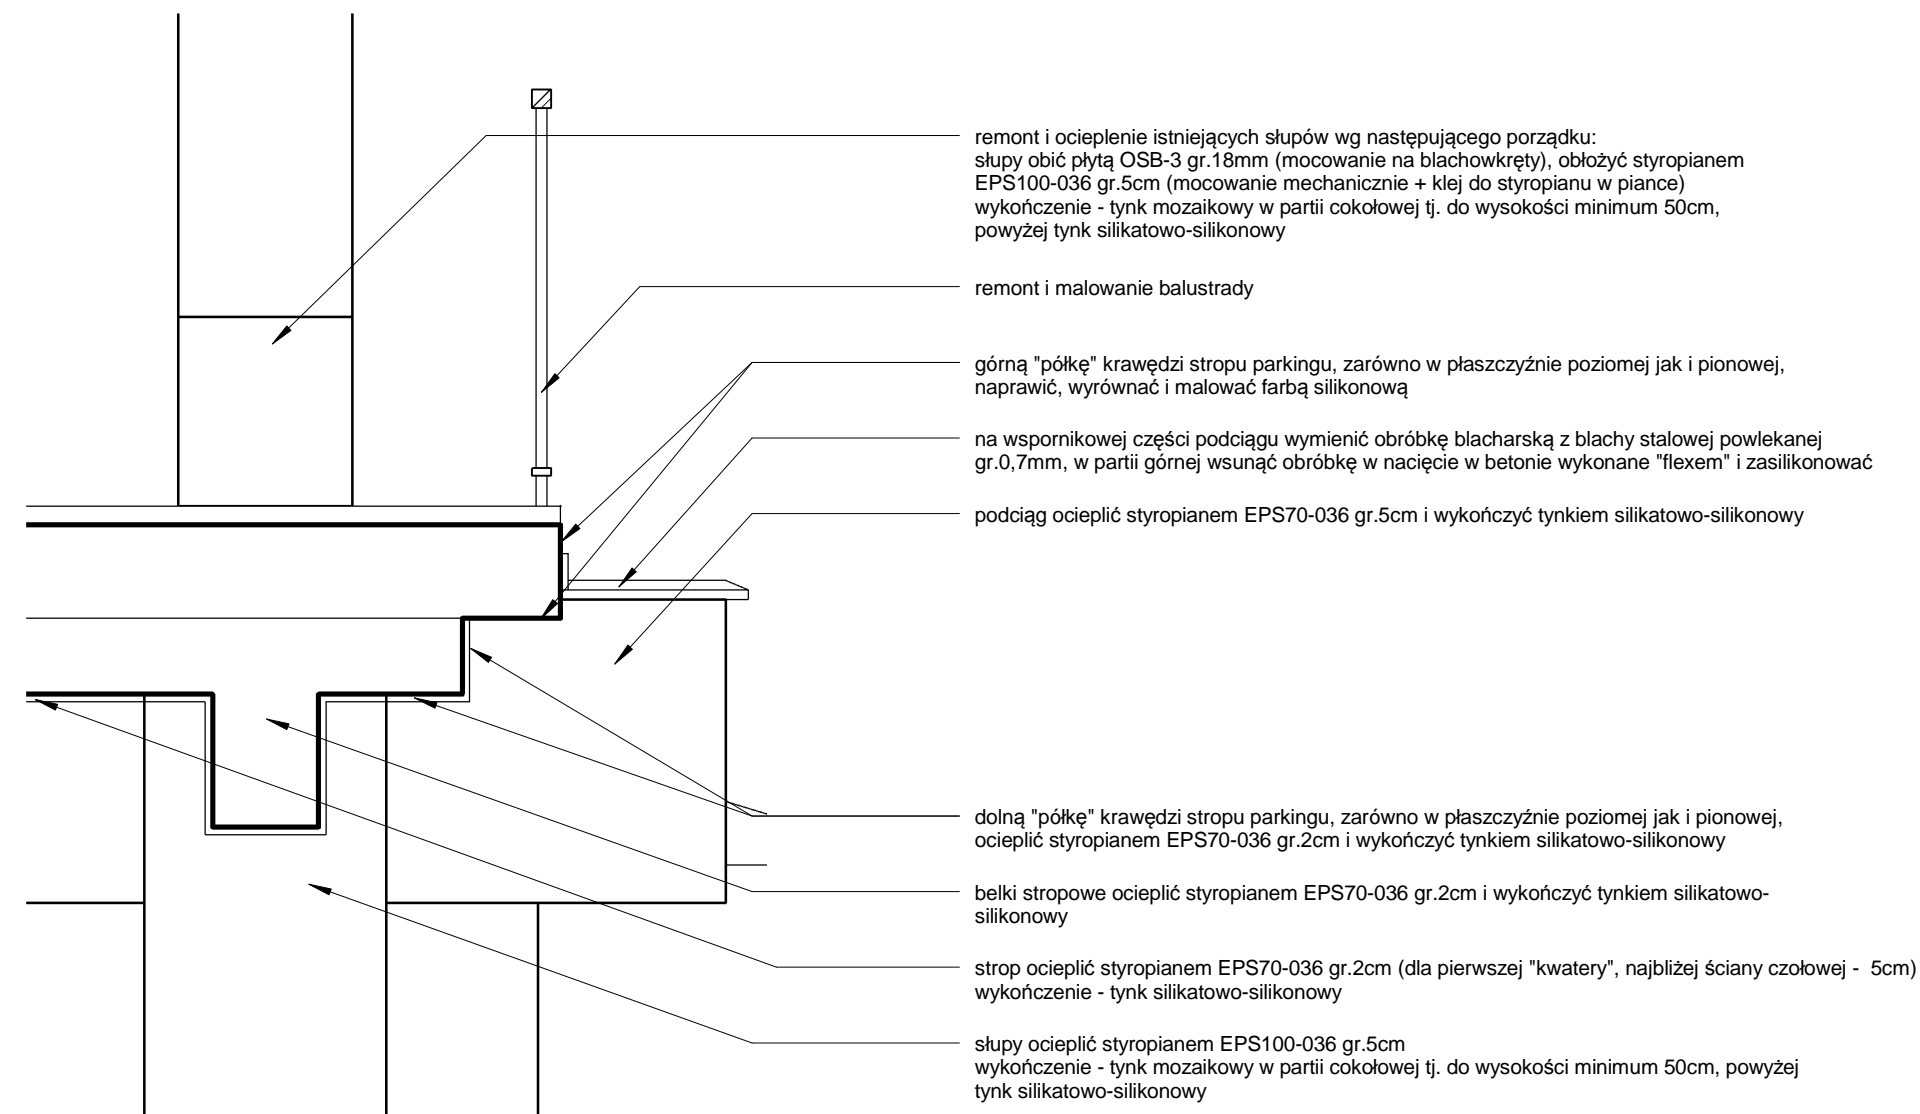 remont i ocieplenie istniejących słupów wg następującego porządku:
słupy obić płytą OSB-3 gr.18mm (mocowanie na blachowkręty), obłożyć styropianem
EPS100-036 gr.5cm (mocowanie mechanicznie + klej do styropianu w piance)
wykończenie - tynk mozaikowy w partii cokołowej tj. do wysokości minimum 50cm,
powyżej tynk silikatowo-silikonowy
remont i malowanie balustrady
górną "półkę" krawędzi stropu parkingu, zarówno w płaszczyźnie poziomej jak i pionowej,
naprawić, wyrównać i malować farbą silikonową
na wspornikowej części podciągu wymienić obróbkę blacharską z blachy stalowej powlekanej
gr.0,7mm, w partii górnej wsunąć obróbkę w nacięcie w betonie wykonane "flexem" i zasilikonować
podciąg ocieplić styropianem EPS70-036 gr.5cm i wykończyć tynkiem silikatowo-silikonowy
dolną "półkę" krawędzi stropu parkingu, zarówno w płaszczyźnie poziomej jak i pionowej,
ocieplić styropianem EPS70-036 gr.2cm i wykończyć tynkiem silikatowo-silikonowy
belki stropowe ocieplić styropianem EPS70-036 gr.2cm i wykończyć tynkiem silikatowo-
silikonowy
strop ocieplić styropianem EPS70-036 gr.2cm (dla pierwszej "kwatery", najbliżej ściany czołowej - 5cm)
wykończenie - tynk silikatowo-silikonowy
słupy ocieplić styropianem EPS100-036 gr.5cm
wykończenie - tynk mozaikowy w partii cokołowej tj. do wysokości minimum 50cm, powyżej
tynk silikatowo-silikonowy